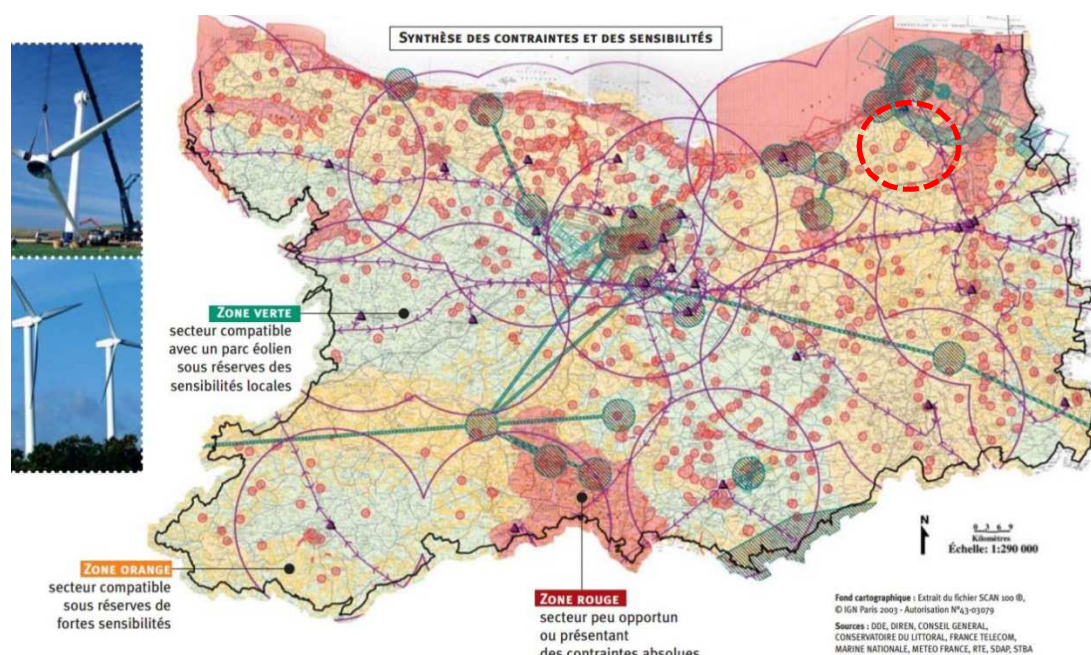 SYNTHÈSE DES CONTRAINTES ET DES SENSIBILITÉS
ZONE VERTE
secteur compatible
avec un parc éolien
sous réserves des
sensibilités locales
ZONE ORANGE
secteur compatible
sous réserves de
fortes sensibilités
ZONE ROUGE
secteur peu opportun
ou présentant
des contraintes absolues
N
0 3 6 9
Kilomètres
Échelle: 1:290 000
Fond cartographique : Extrait du fichier SCAN 100 ®,
© IGN Paris 2003 - Autorisation N°43-03079
Sources : DDE, DIREN, CONSEIL GENERAL,
CONSERVATOIRE DU LITTORAL, FRANCE TELECOM,
MARINE NATIONALE, METEO FRANCE, RTE, SDAP, STBA